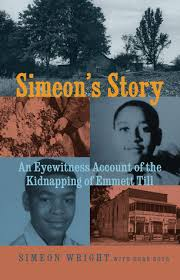 Simeon's Story
An Eyewitness Account of the
Kidnapping of Emmett Till
SIMEON WRIGHT, WITH HERB BOYD